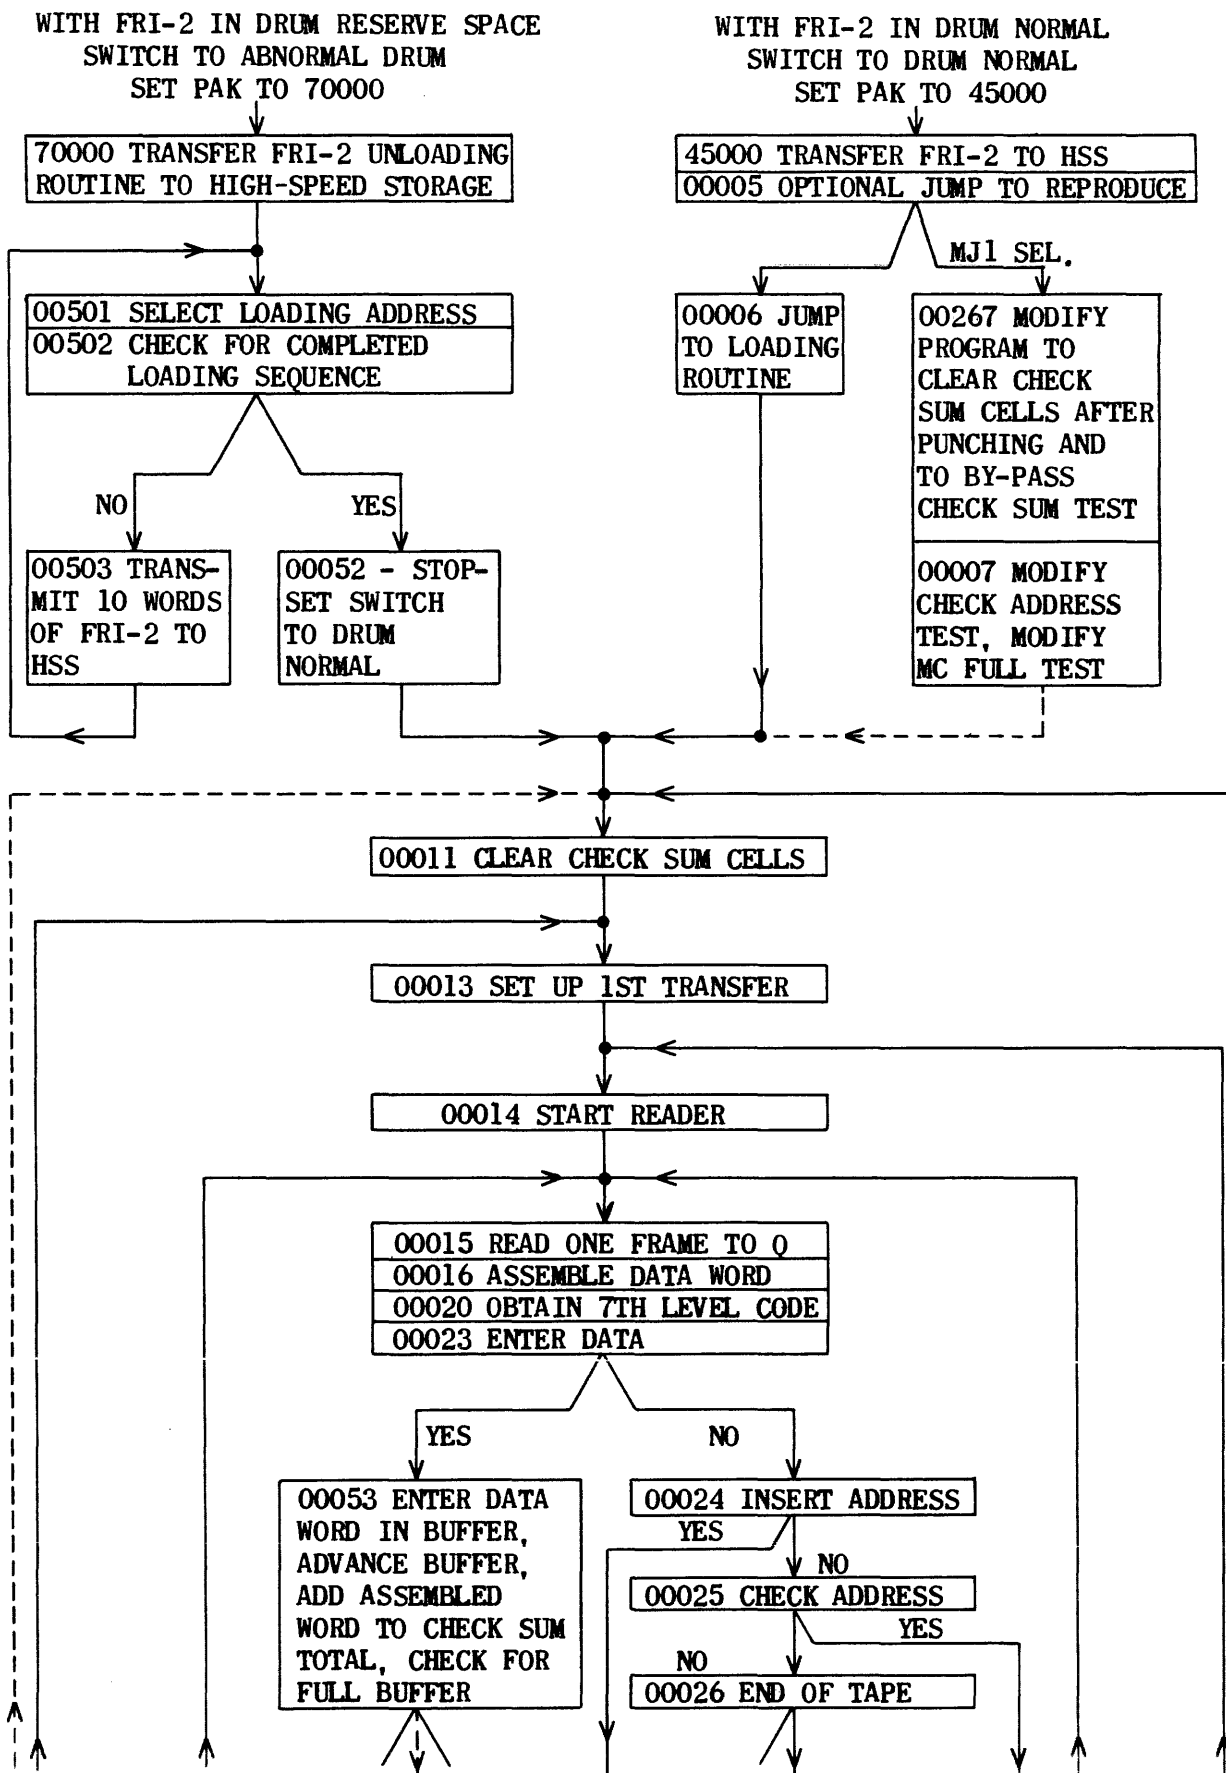 WITH FRI-2 IN DRUM RESERVE SPACE
SWITCH TO ABNORMAL DRUM
SET PAK TO 70000
WITH FRI-2 IN DRUM NORMAL
SWITCH TO DRUM NORMAL
SET PAK TO 45000
70000 TRANSFER FRI-2 UNLOADING
ROUTINE TO HIGH-SPEED STORAGE
45000 TRANSFER FRI-2 TO HSS
00005 OPTIONAL JUMP TO REPRODUCE
MJ1 SEL.
00501 SELECT LOADING ADDRESS
00502 CHECK FOR COMPLETED
LOADING SEQUENCE
00006 JUMP
TO LOADING
ROUTINE
00267 MODIFY
PROGRAM TO
CLEAR CHECK
SUM CELLS AFTER
PUNCHING AND
TO BY-PASS
CHECK SUM TEST
NO
YES
00503 TRANS-
MIT 10 WORDS
OF FRI-2 TO
HSS
00052 - STOP-
SET SWITCH
TO DRUM
NORMAL
00007 MODIFY
CHECK ADDRESS
TEST, MODIFY
MC FULL TEST
00011 CLEAR CHECK SUM CELLS
00013 SET UP 1ST TRANSFER
00014 START READER
00015 READ ONE FRAME TO Q
00016 ASSEMBLE DATA WORD
00020 OBTAIN 7TH LEVEL CODE
00023 ENTER DATA
YES
NO
00053 ENTER DATA
WORD IN BUFFER,
ADVANCE BUFFER,
ADD ASSEMBLED
WORD TO CHECK SUM
TOTAL, CHECK FOR
FULL BUFFER
00024 INSERT ADDRESS
YES
NO
00025 CHECK ADDRESS
YES
NO
00026 END OF TAPE